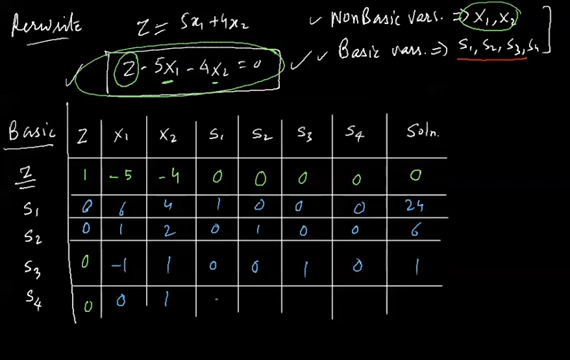 Rerwrite Z = 5x1 + 4x2 ✓ NonBasic vars. ⇒ x1, x2
✓ Z - 5x1 - 4x2 = 0 ✓ ✓ Basic vars. ⇒ s1, s2, s3, s4
Basic Z x1 x2 s1 s2 s3 s4 Soln.
Z 1 -5 -4 0 0 0 0 0
s1 0 6 4 1 0 0 0 24
s2 0 1 2 0 1 0 0 6
s3 0 -1 1 0 0 1 0 1
s4 0 0 1